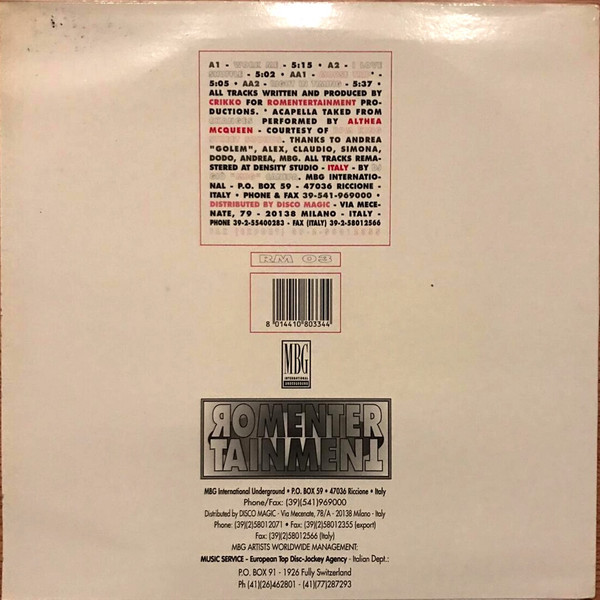 A1 - WORK ME - 5:15 • A2 - I LOVE
- 5:02 • AA1 -
5:05 • AA2 - - 5:37 •
ALL TRACKS WRITTEN AND PRODUCED BY
CRIKKO FOR ROMENTERTAINMENT PRO-
DUCTIONS. * ACAPELLA TAKED FROM
CHANGES PERFORMED BY ALTHEA
MCQUEEN - COURTESY OF
. THANKS TO ANDREA
"GOLEM", ALEX, CLAUDIO, SIMONA,
DODO, ANDREA, MBG. ALL TRACKS REMA-
STERED AT DENSITY STUDIO - ITALY - BY
. MBG INTERNATIO-
NAL - P.O. BOX 59 - 47036 RICCIONE -
ITALY • PHONE & FAX 39-541-969000 •
DISTRIBUTED BY DISCO MAGIC - VIA MECE-
NATE, 79 - 20138 MILANO - ITALY -
PHONE 39-2-55400283 - FAX (ITALY) 39-2-58012566
RM 03
8 014410 803344
MBG
INTERNATIONAL
UNDERGROUND
ROMENTER
TAINMENT
MBG International Underground • P.O. BOX 59 • 47036 Riccione • Italy
Phone/Fax: (39)(541)969000
Distributed by DISCO MAGIC - Via Mecenate, 78/A - 20138 Milano - Italy
Phone: (39)(2)58012071 • Fax: (39)(2)58012355 (export)
Fax: (39)(2)58012566 (Italy)
MBG ARTISTS WORLDWIDE MANAGEMENT:
MUSIC SERVICE - European Top Disc-Jockey Agency - Italian Dept.:
P.O. BOX 91 - 1926 Fully Switzerland
Ph (41)(26)462801 - (41)(77)287293